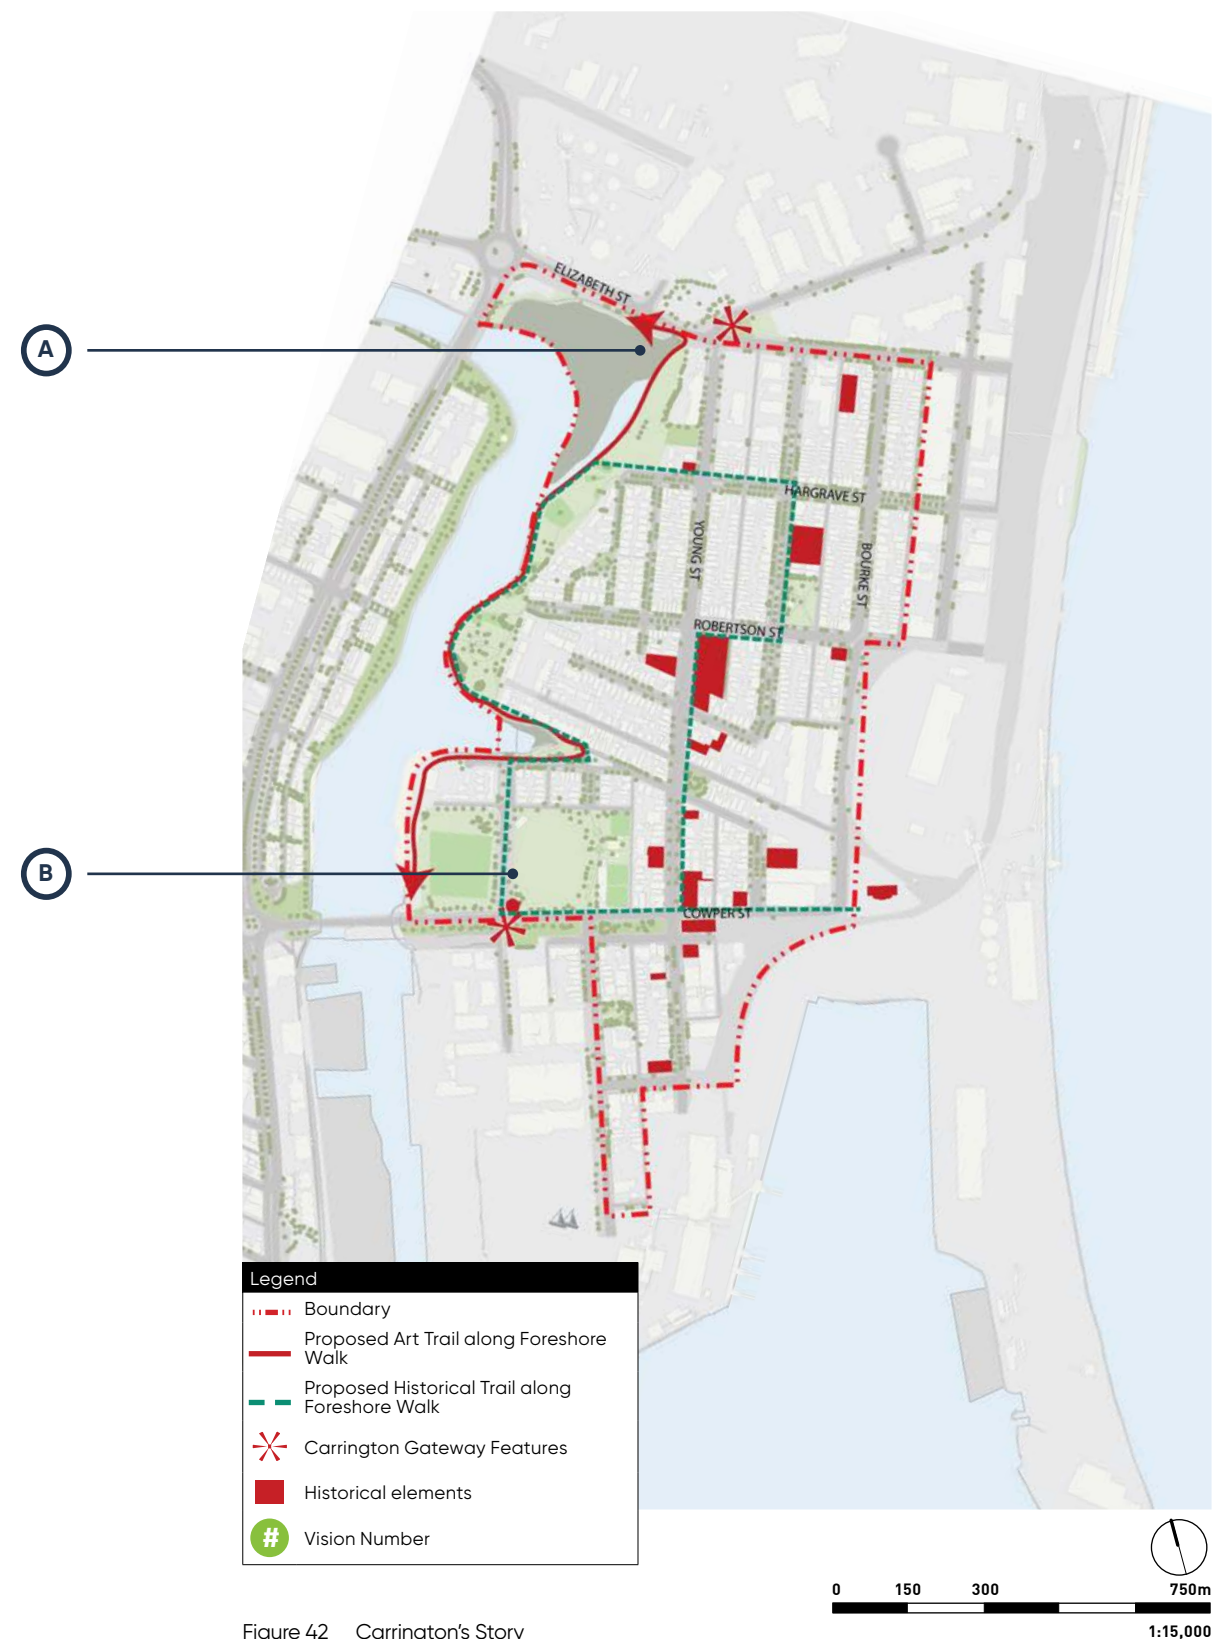 ELIZABETH ST
A
HARGRAVE ST
YOUNG ST
BOURKE ST
ROBERTSON ST
B
COWPER ST
Legend
Boundary
Proposed Art Trail along Foreshore
Walk
Proposed Historical Trail along
Foreshore Walk
Carrington Gateway Features
Historical elements
# Vision Number
0 150 300 750m
1:15,000
Figure 42 Carrington's Story